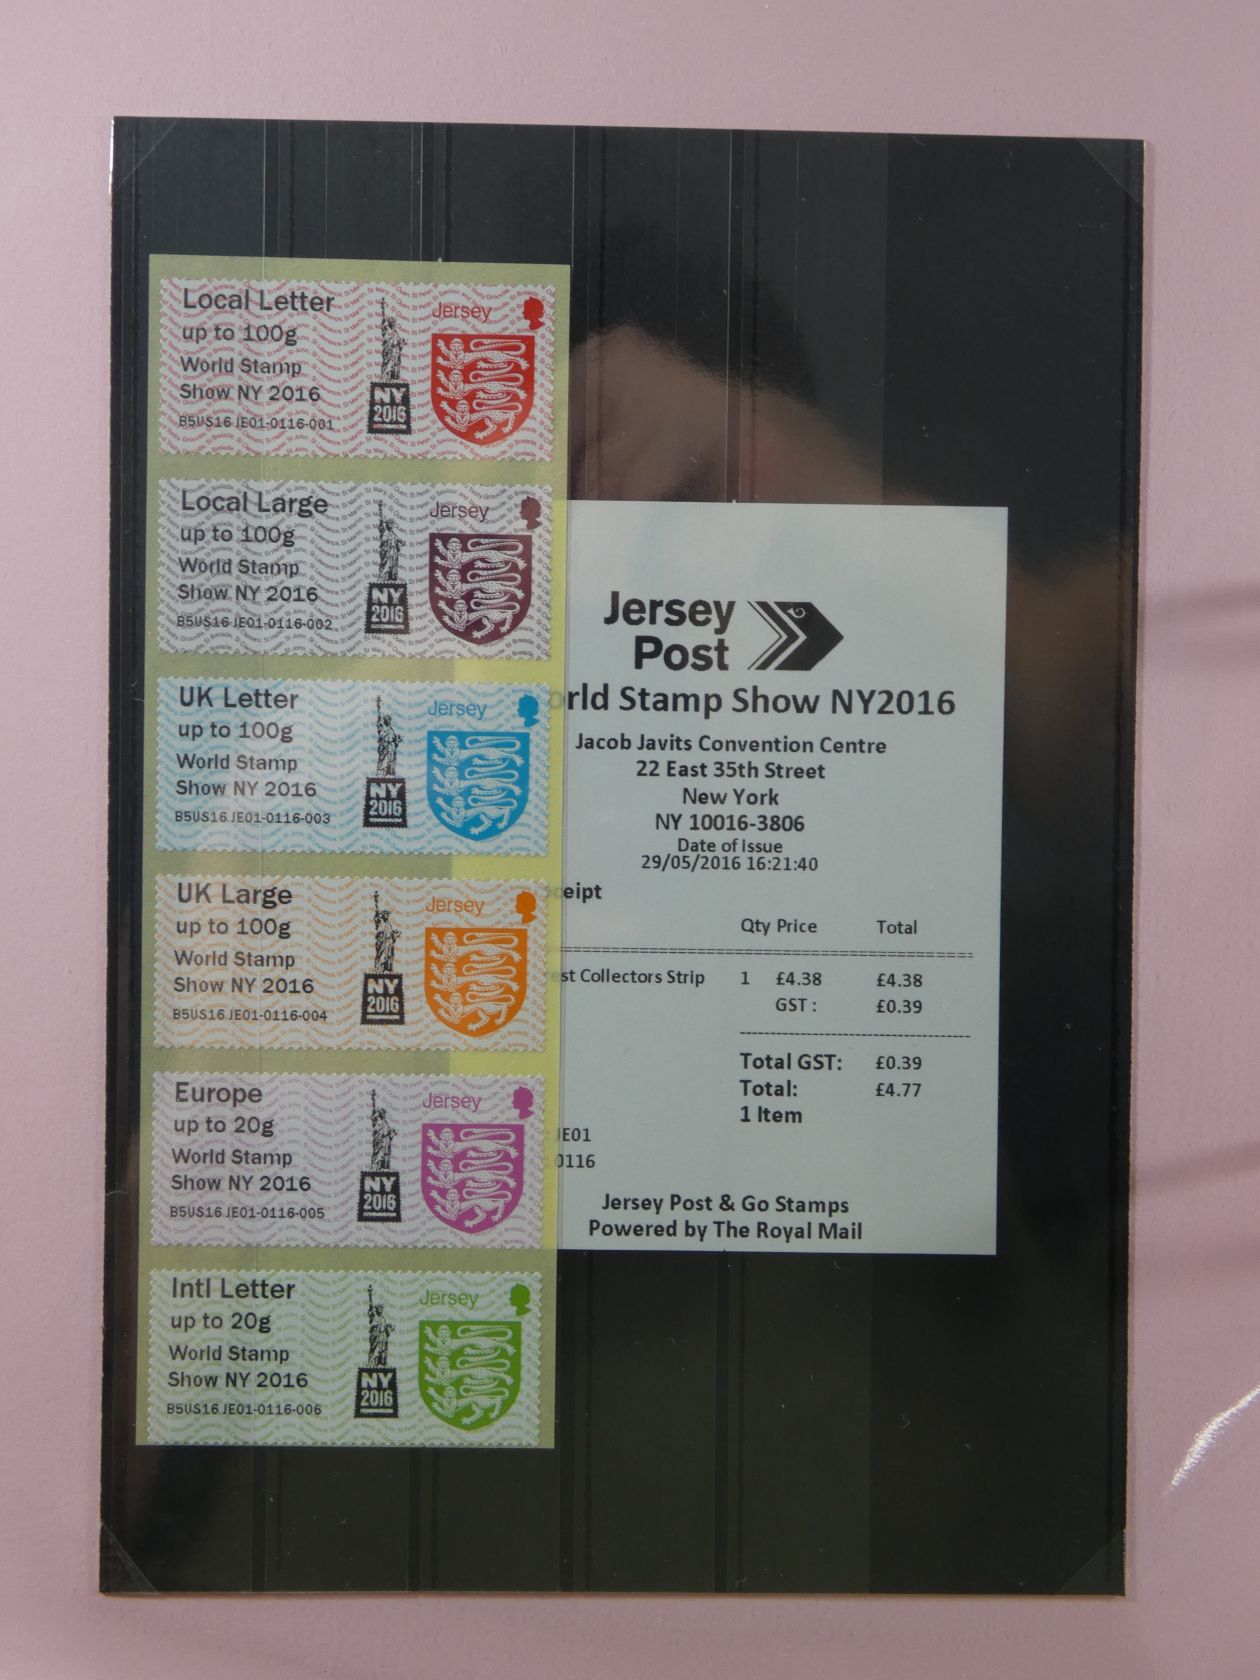 Local Letter
up to 100g
World Stamp
Show NY 2016
B5US16 JE01-0116-001
NY
2016
Jersey
Local Large
up to 100g
World Stamp
Show NY 2016
B5US16 JE01-0116-002
NY
2016
Jersey
UK Letter
up to 100g
World Stamp
Show NY 2016
B5US16 JE01-0116-003
NY
2016
Jersey
UK Large
up to 100g
World Stamp
Show NY 2016
B5US16 JE01-0116-004
NY
2016
Jersey
Europe
up to 20g
World Stamp
Show NY 2016
B5US16 JE01-0116-005
NY
2016
Jersey
Intl Letter
up to 20g
World Stamp
Show NY 2016
B5US16 JE01-0116-006
NY
2016
Jersey
Jersey
Post
orld Stamp Show NY2016
Jacob Javits Convention Centre
22 East 35th Street
New York
NY 10016-3806
Date of Issue
29/05/2016 16:21:40
ceipt
Qty Price Total
est Collectors Strip 1 £4.38 £4.38
GST : £0.39
Total GST: £0.39
Total: £4.77
1 Item
: JE01
: 0116
Jersey Post & Go Stamps
Powered by The Royal Mail